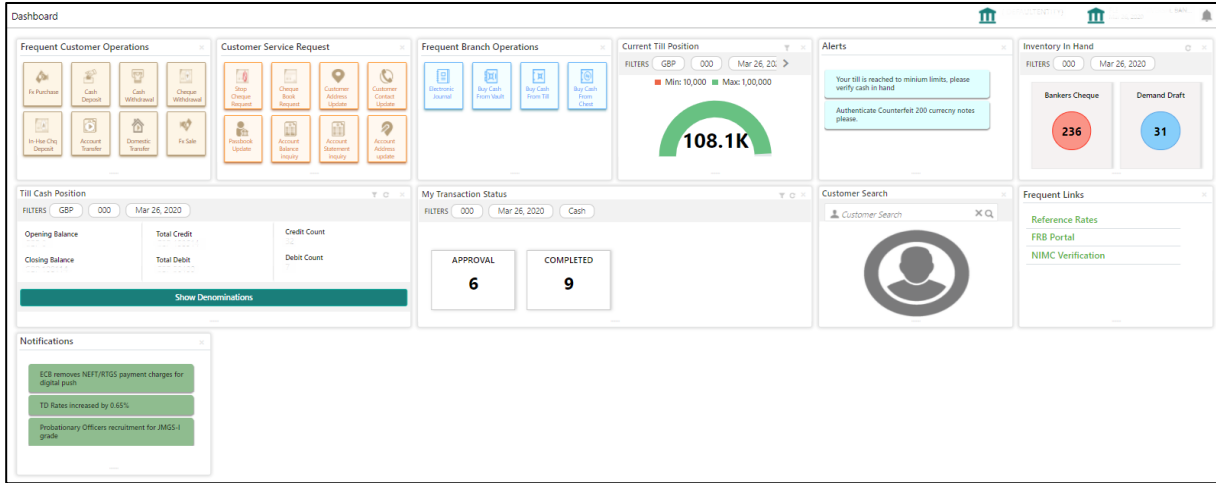 Dashboard
Frequent Customer Operations
Fx Purchase
Cash
Deposit
Cash
Withdrawal
Cheque
Withdrawal
In-Hse Chq
Deposit
Account
Transfer
Domestic
Transfer
Fx Sale
Customer Service Request
Stop
Cheque
Request
Cheque
Book
Request
Customer
Address
Update
Customer
Contact
Update
Passbook
Update
Account
Balance
inquiry
Account
Statement
inquiry
Account
Address
update
Frequent Branch Operations
Electronic
Journal
Buy Cash
From Vault
Buy Cash
From Till
Buy Cash
From
Chest
Current Till Position
FILTERS GBP 000 Mar 26, 202
Min: 10,000 Max: 1,00,000
108.1K
Alerts
Your till is reached to minium limits, please
verify cash in hand
Authenticate Counterfeit 200 currecny notes
please.
Inventory In Hand
FILTERS 000 Mar 26, 2020
Bankers Cheque Demand Draft
236 31
Till Cash Position
FILTERS GBP 000 Mar 26, 2020
Opening Balance Total Credit Credit Count
Closing Balance Total Debit Debit Count
Show Denominations
My Transaction Status
FILTERS 000 Mar 26, 2020 Cash
APPROVAL COMPLETED
6 9
Customer Search
Customer Search
Frequent Links
Reference Rates
FRB Portal
NIMC Verification
Notifications
ECB removes NEFT/RTGS payment charges for
digital push
TD Rates increased by 0.65%
Probationary Officers recruitment for JMGS-I
grade